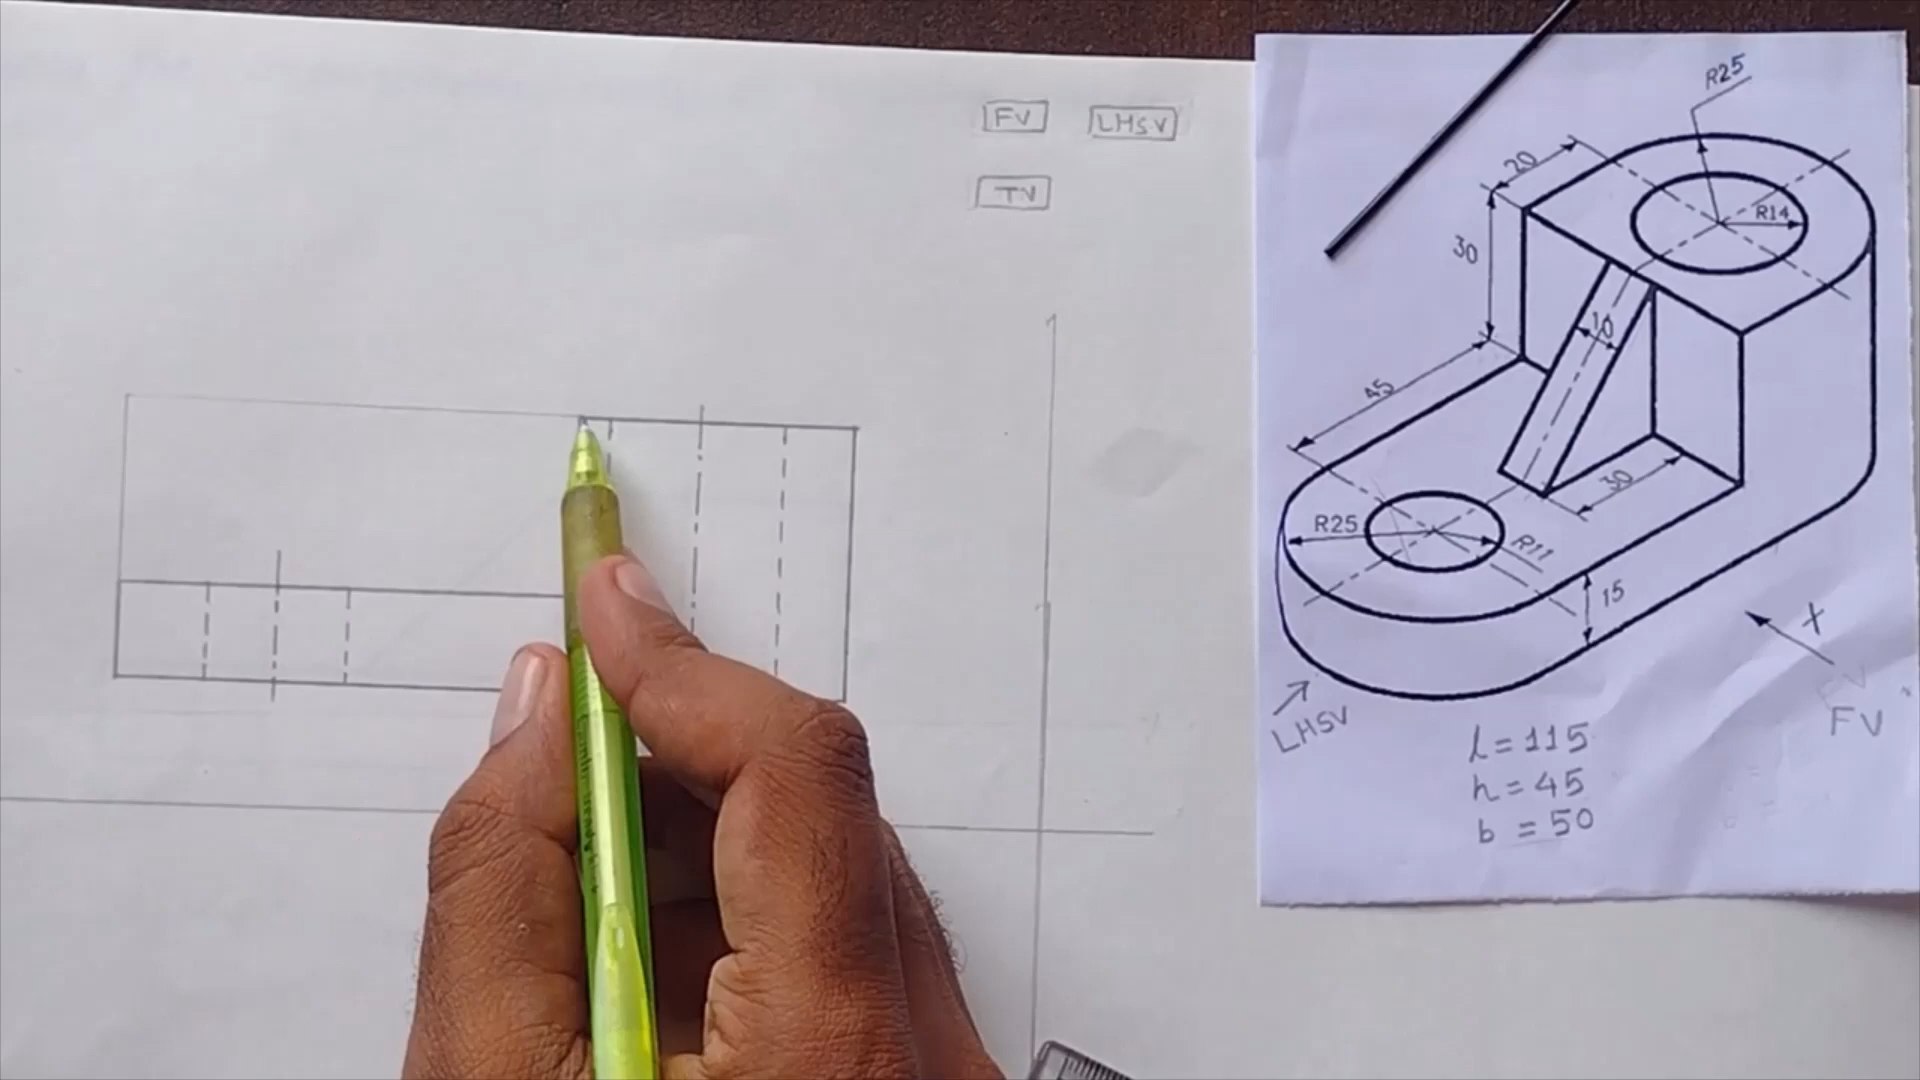 FV
LHSV
TV
R25
20
R14
30
10
45
30
R25
R11
15
X
FV
LHSV
l = 115
h = 45
b = 50